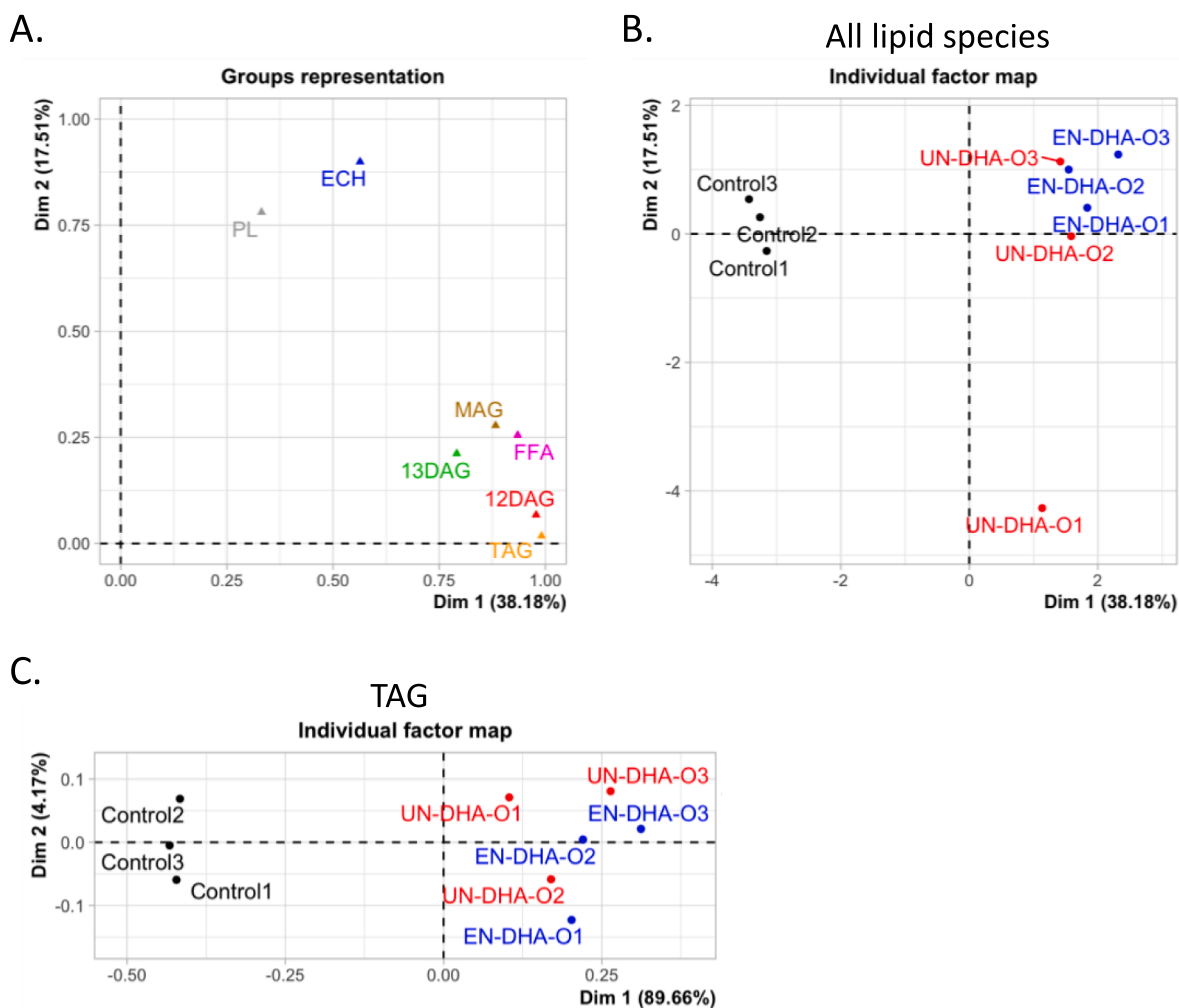 A.
Groups representation
Dim 2 (17.51%)
1.00
0.75
0.50
0.25
0.00
ECH
PL
MAG
FFA
13DAG
12DAG
TAG
0.00 0.25 0.50 0.75 1.00
Dim 1 (38.18%)
B.
All lipid species
Individual factor map
Dim 2 (17.51%)
2
0
-2
-4
EN-DHA-O3
UN-DHA-O3
Control3
EN-DHA-O2
EN-DHA-O1
Control2
UN-DHA-O2
Control1
UN-DHA-O1
-4 -2 0 2
Dim 1 (38.18%)
C.
TAG
Individual factor map
Dim 2 (4.17%)
0.1
0.0
-0.1
UN-DHA-O3
Control2
UN-DHA-O1
EN-DHA-O3
EN-DHA-O2
Control3
Control1
UN-DHA-O2
EN-DHA-O1
-0.50 -0.25 0.00 0.25
Dim 1 (89.66%)